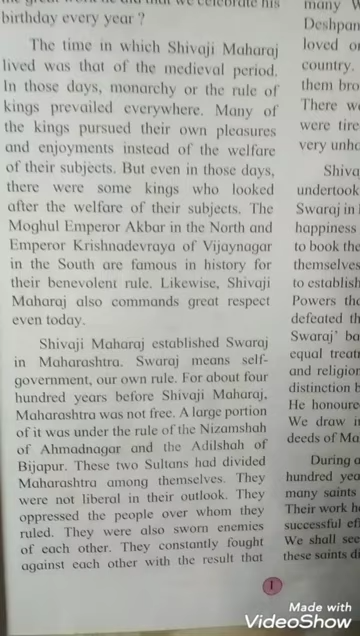 birthday every year ?
The time in which Shivaji Maharaj
lived was that of the medieval period.
In those days, monarchy or the rule of
kings prevailed everywhere. Many of
the kings pursued their own pleasures
and enjoyments instead of the welfare
of their subjects. But even in those days,
there were some kings who looked
after the welfare of their subjects. The
Moghul Emperor Akbar in the North and
Emperor Krishnadevraya of Vijaynagar
in the South are famous in history for
their benevolent rule. Likewise, Shivaji
Maharaj also commands great respect
even today.
Shivaji Maharaj established Swaraj
in Maharashtra. Swaraj means self-
government, our own rule. For about four
hundred years before Shivaji Maharaj,
Maharashtra was not free. A large portion
of it was under the rule of the Nizamshah
of Ahmadnagar and the Adilshah of
Bijapur. These two Sultans had divided
Maharashtra among themselves. They
were not liberal in their outlook. They
oppressed the people over whom they
ruled. They were also sworn enemies
of each other. They constantly fought
against each other with the result that
many
Deshpan
loved or
country.
them bro
There we
were tire
very unha
Shiva
undertook
Swaraj in
happiness
to book the
themselves
to establish
Powers tha
defeated th
Swaraj' ba
equal treatm
and religion
distinction b
He honoure
We draw in
deeds of Ma
During a
hundred yea
many saints
Their work he
successful eff
We shall see
these saints di
1
Made with
VideoShow